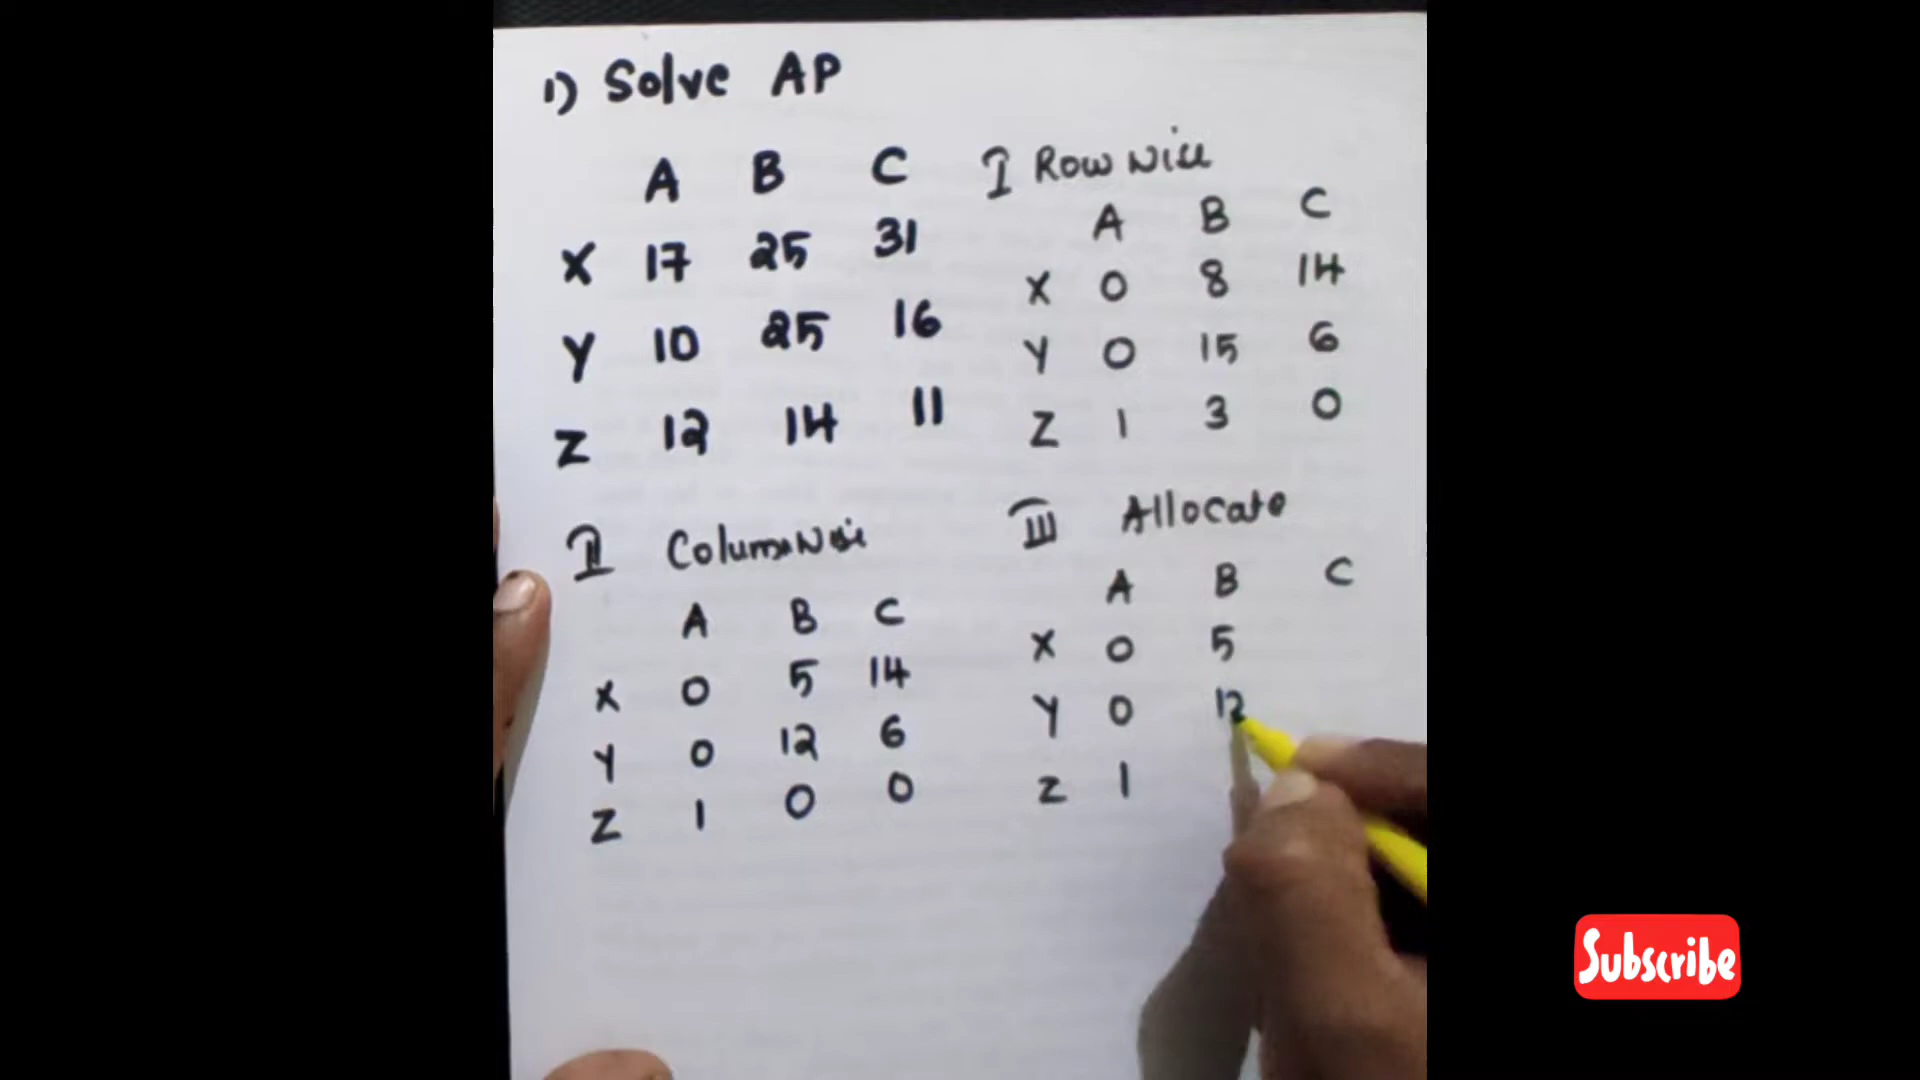 1) Solve AP
A B C
X 17 25 31
Y 10 25 16
Z 12 14 11
I Row Wise
A B C
X 0 8 14
Y 0 15 6
Z 1 3 0
II ColumnWise
A B C
X 0 5 14
Y 0 12 6
Z 1 0 0
III Allocate
A B C
X 0 5
Y 0 12
Z 1
Subscribe